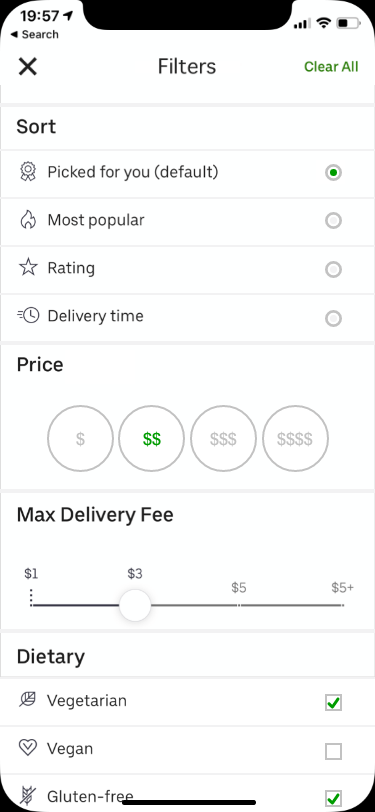 19:57
Search
Filters
Clear All
Sort
Picked for you (default)
Most popular
Rating
Delivery time
Price
$ $$ $$$ $$$$
Max Delivery Fee
$1 $3 $5 $5+
Dietary
Vegetarian
Vegan
Gluten-free